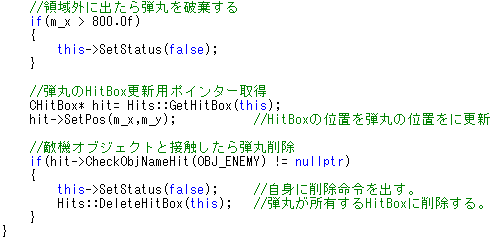 //領域外に出たら弾丸を破棄する
if(m_x > 800.0f)
{
this->SetStatus(false);
}
//弾丸のHitBox更新用ポインター取得
CHitBox* hit= Hits::GetHitBox(this);
hit->SetPos(m_x,m_y); //HitBoxの位置を弾丸の位置をに更新
//敵機オブジェクトと接触したら弾丸削除
if(hit->CheckObjNameHit(OBJ_ENEMY) != nullptr)
{
this->SetStatus(false); //自身に削除命令を出す。
Hits::DeleteHitBox(this); //弾丸が所有するHitBoxに削除する。
}
}